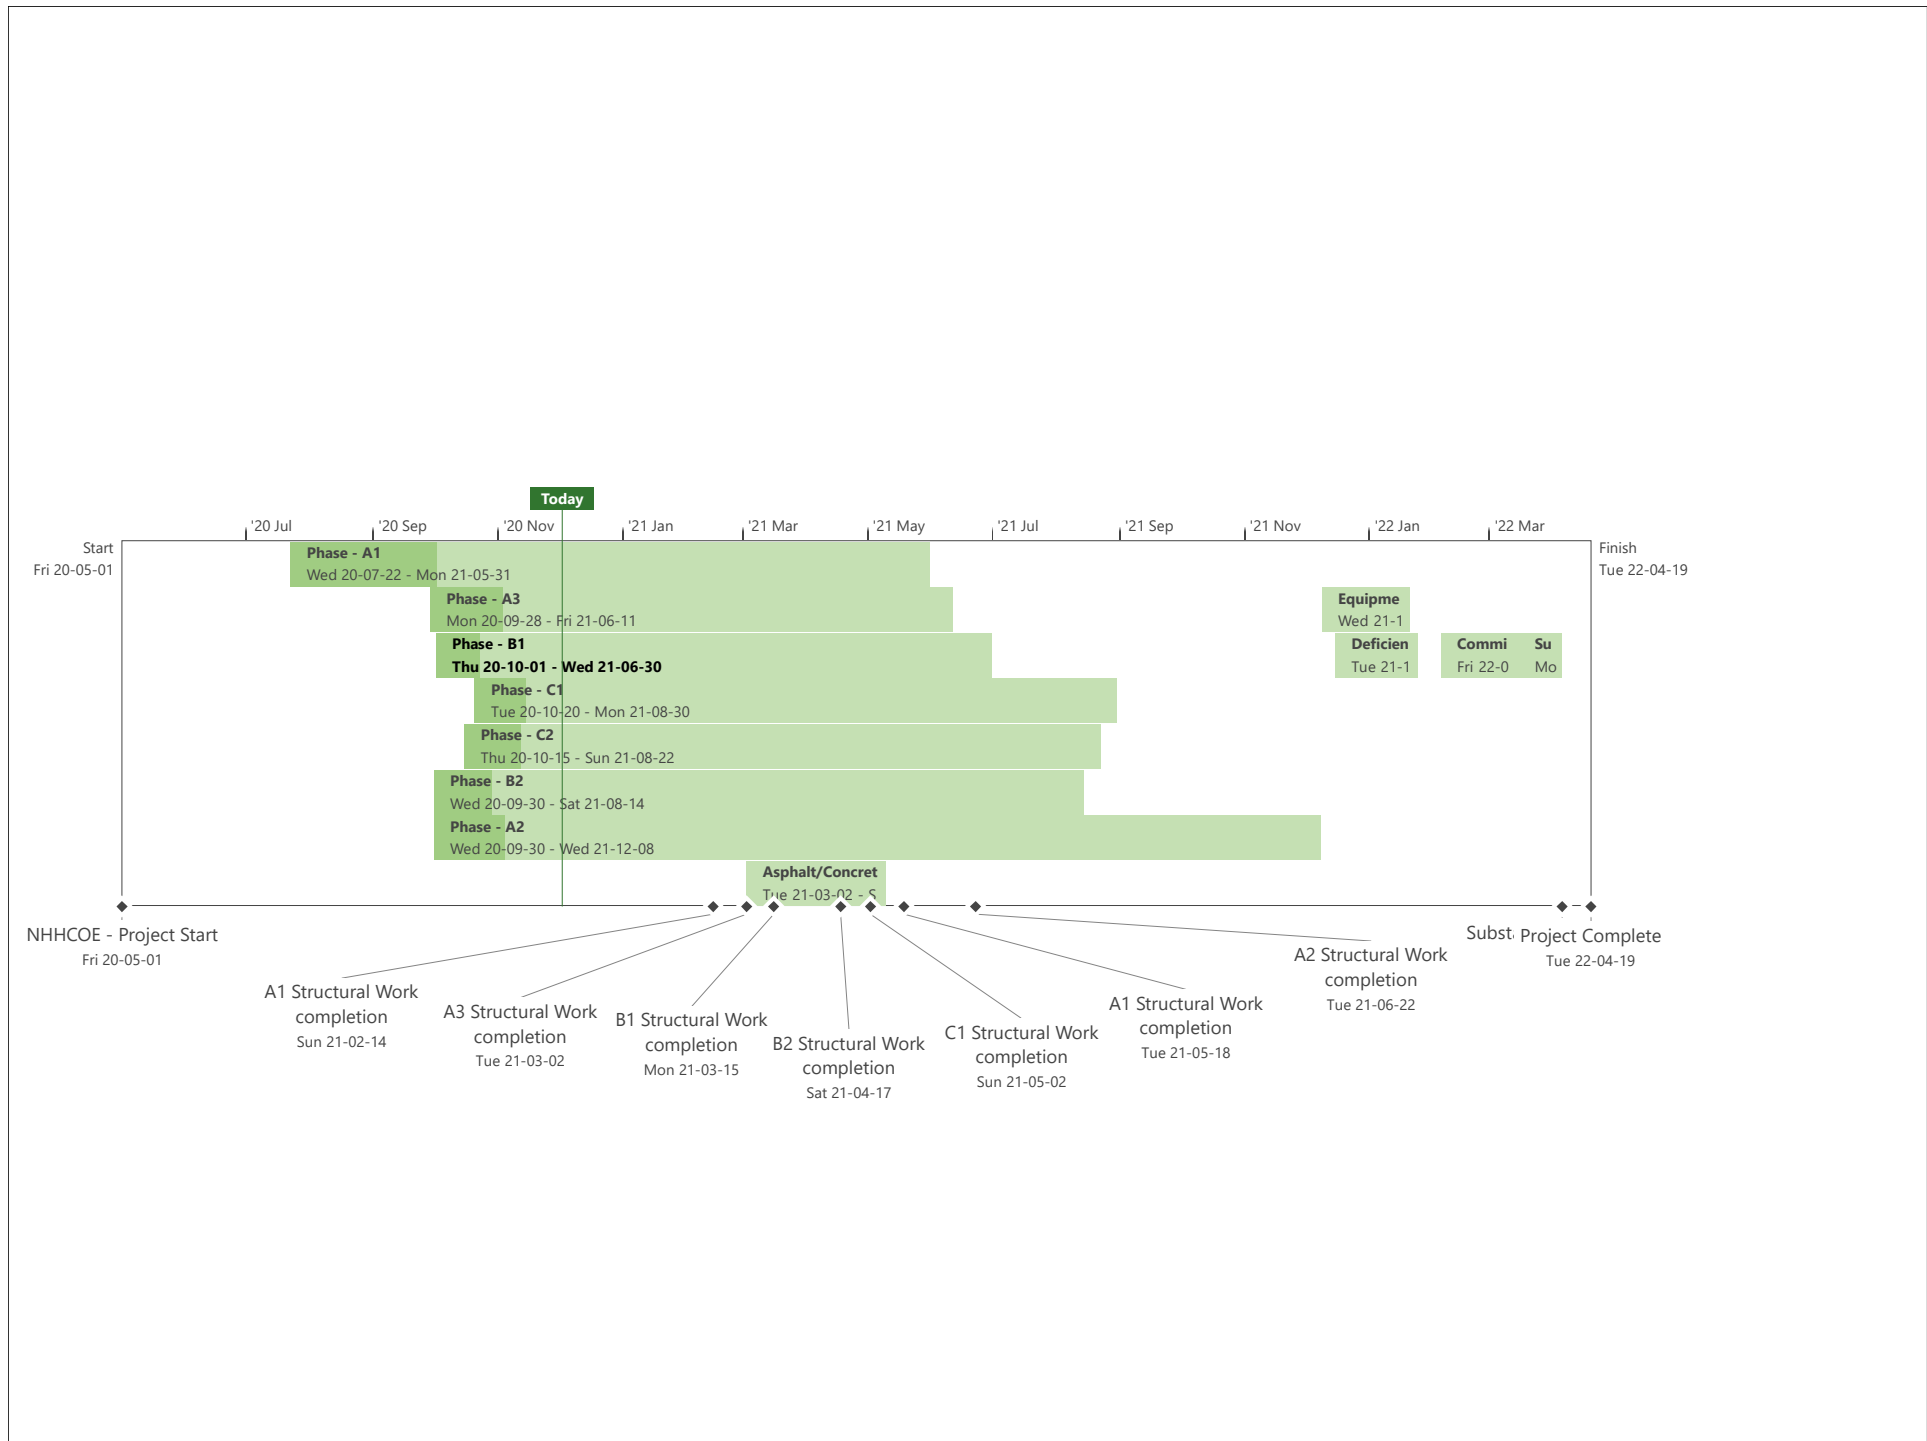 Today
'20 Jul
'20 Sep
'20 Nov
'21 Jan
'21 Mar
'21 May
'21 Jul
'21 Sep
'21 Nov
'22 Jan
'22 Mar
Start
Fri 20-05-01
Finish
Tue 22-04-19
Phase - A1
Wed 20-07-22 - Mon 21-05-31
Phase - A3
Mon 20-09-28 - Fri 21-06-11
Equipme
Wed 21-1
Phase - B1
Thu 20-10-01 - Wed 21-06-30
Deficien
Tue 21-1
Commi
Fri 22-0
Su
Mo
Phase - C1
Tue 20-10-20 - Mon 21-08-30
Phase - C2
Thu 20-10-15 - Sun 21-08-22
Phase - B2
Wed 20-09-30 - Sat 21-08-14
Phase - A2
Wed 20-09-30 - Wed 21-12-08
Asphalt/Concret
Tue 21-03-02 - S
NHHCOE - Project Start
Fri 20-05-01
A1 Structural Work
completion
Sun 21-02-14
A3 Structural Work
completion
Tue 21-03-02
B1 Structural Work
completion
Mon 21-03-15
B2 Structural Work
completion
Sat 21-04-17
C1 Structural Work
completion
Sun 21-05-02
A1 Structural Work
completion
Tue 21-05-18
A2 Structural Work
completion
Tue 21-06-22
Subst
Project Complete
Tue 22-04-19